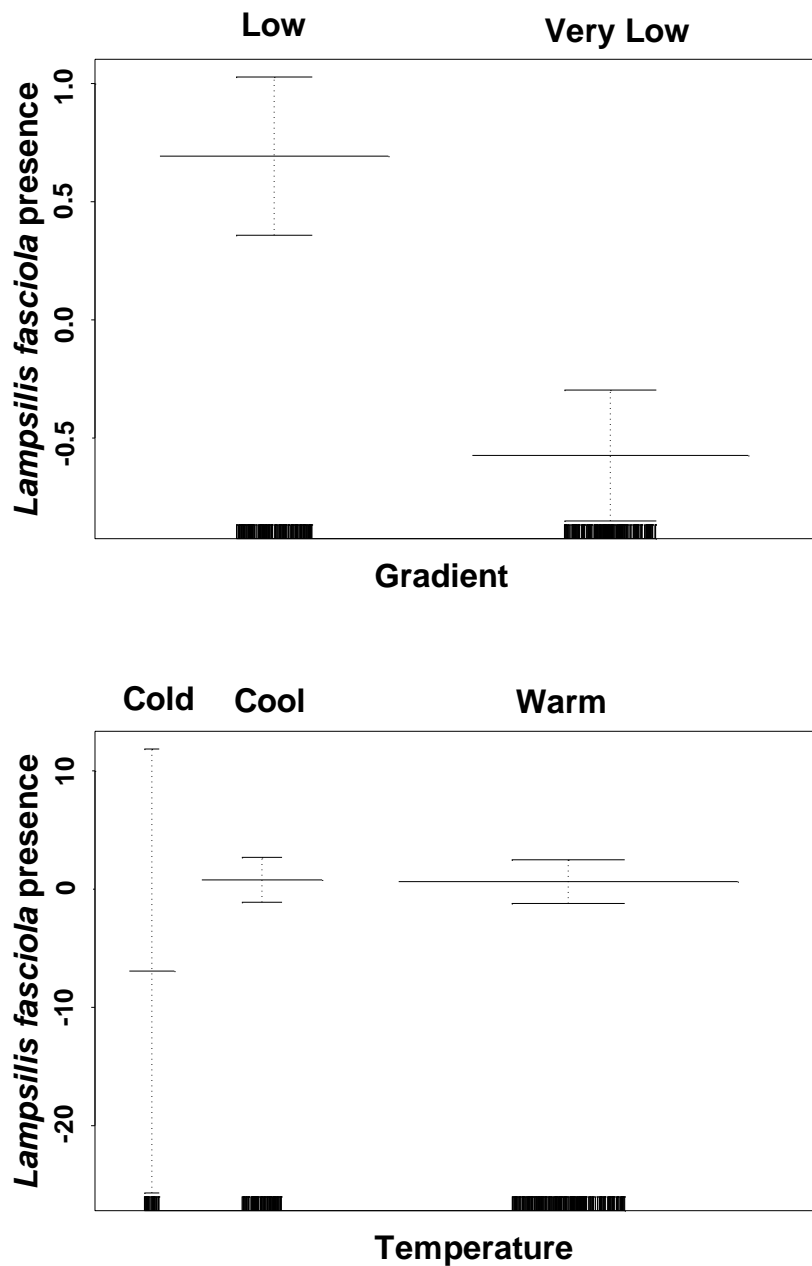 Low Very Low
1.0
0.5
0.0
-0.5
Lampsilis fasciola presence
Gradient
Cold Cool Warm
10
0
-10
-20
Lampsilis fasciola presence
Temperature